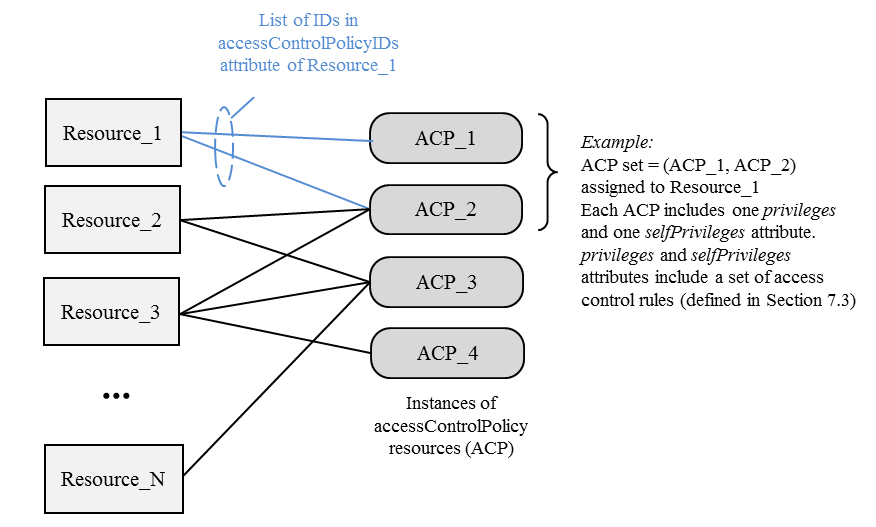 List of IDs in
accessControlPolicyIDs
attribute of Resource_1
Resource_1
Resource_2
Resource_3
...
Resource_N
ACP_1
ACP_2
ACP_3
ACP_4
Instances of
accessControlPolicy
resources (ACP)
Example:
ACP set = (ACP_1, ACP_2)
assigned to Resource_1
Each ACP includes one privileges
and one selfPrivileges attribute.
privileges and selfPrivileges
attributes include a set of access
control rules (defined in Section 7.3)